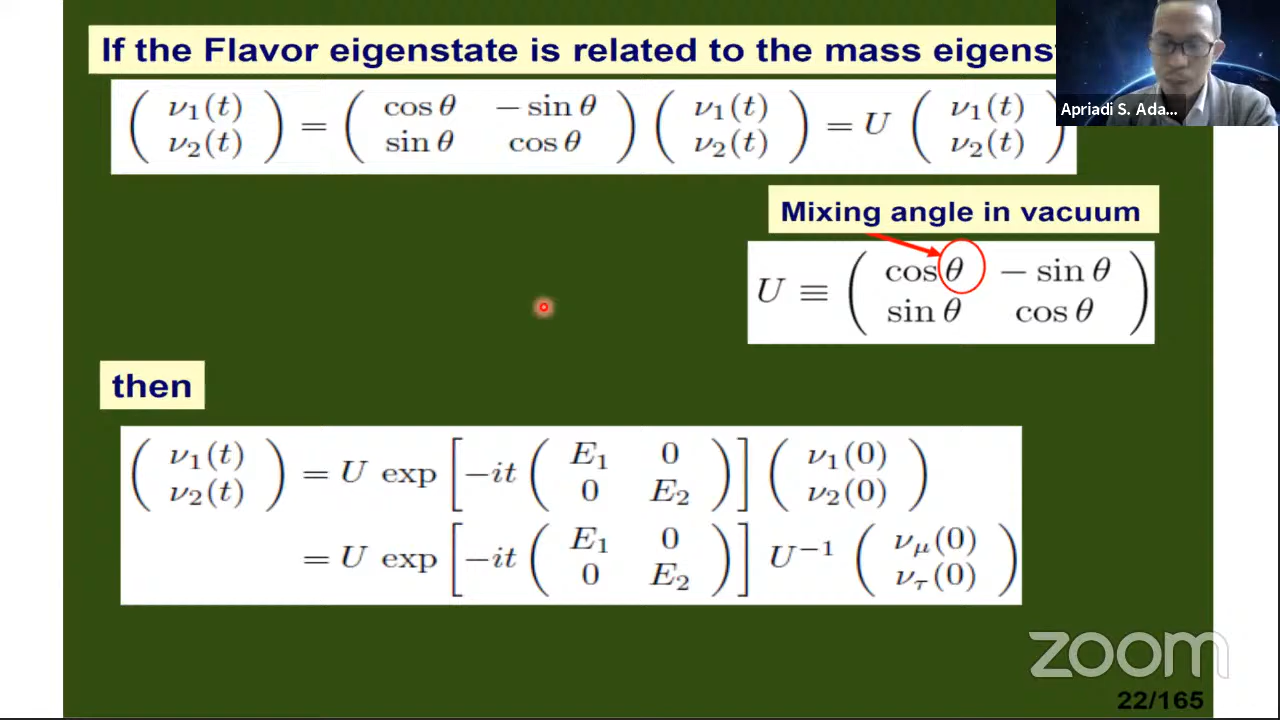 If the Flavor eigenstate is related to the mass
Apriadi S. Ada...
( ν₁(t) ) = ( cos θ  − sin θ ) ( ν₁(t) ) = U ( ν₁(t) )
( ν₂(t) )   ( sin θ  cos θ ) ( ν₂(t) )   ( ν₂(t) )
Mixing angle in vacuum
U ≡ ( cos θ  − sin θ )
( sin θ  cos θ )
then
( ν₁(t) ) = U exp [ −it ( E₁  0 ) ] ( ν₁(0) )
( ν₂(t) )   ( 0  E₂ )   ( ν₂(0) )
= U exp [ −it ( E₁  0 ) ] U⁻¹ ( νμ(0) )
( 0  E₂ )   ( ντ(0) )
zoom
22/165